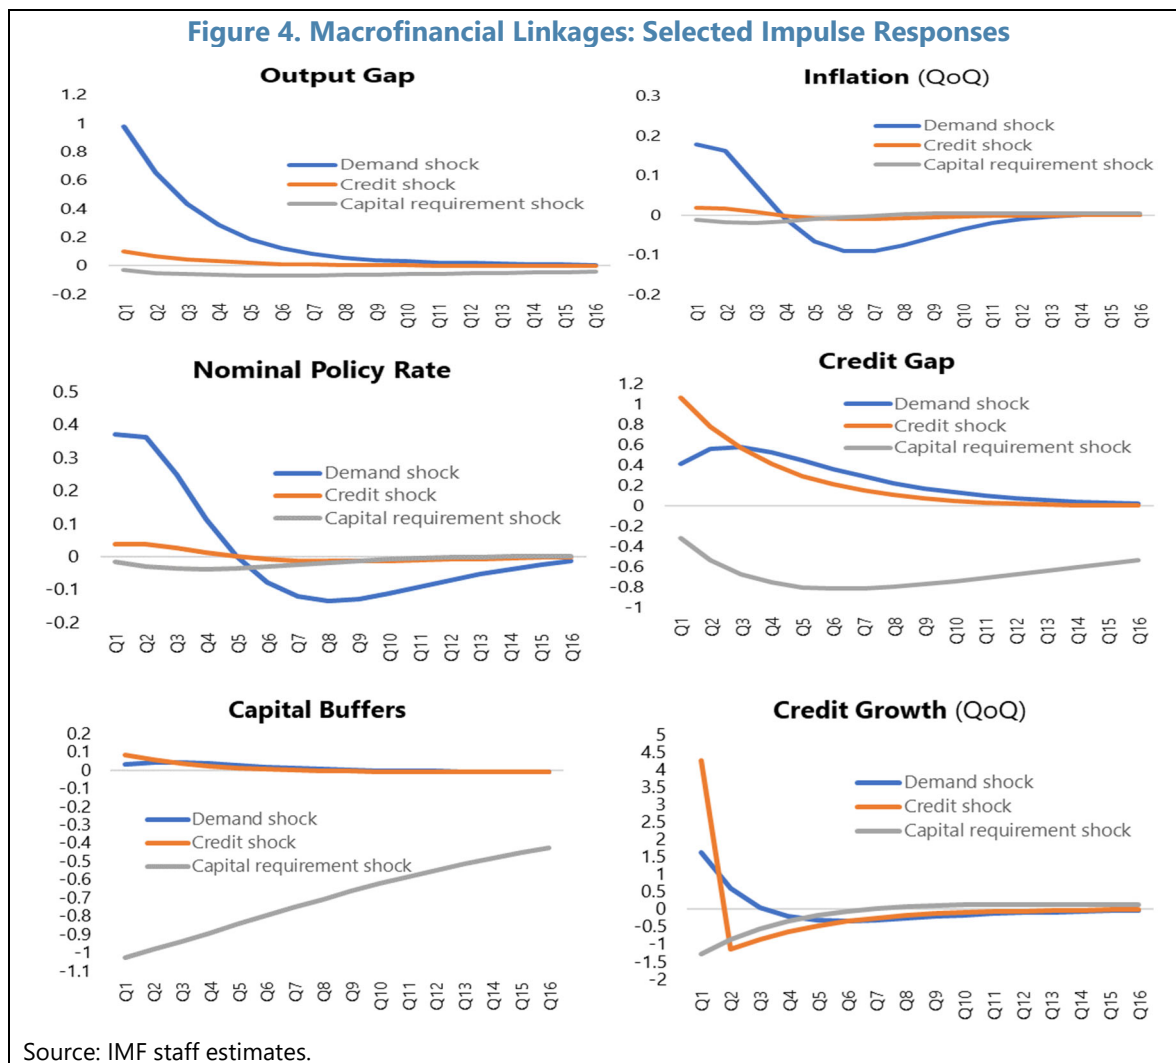 Figure 4. Macrofinancial Linkages: Selected Impulse Responses
Output Gap
1.2
1
0.8
0.6
0.4
0.2
0
-0.2
Demand shock
Credit shock
Capital requirement shock
Q1 Q2 Q3 Q4 Q5 Q6 Q7 Q8 Q9 Q10 Q11 Q12 Q13 Q14 Q15 Q16
Inflation (QoQ)
0.3
0.2
0.1
0
-0.1
-0.2
Demand shock
Credit shock
Capital requirement shock
Q1 Q2 Q3 Q4 Q5 Q6 Q7 Q8 Q9 Q10 Q11 Q12 Q13 Q14 Q15 Q16
Nominal Policy Rate
0.5
0.4
0.3
0.2
0.1
0
-0.1
-0.2
Demand shock
Credit shock
Capital requirement shock
Q1 Q2 Q3 Q4 Q5 Q6 Q7 Q8 Q9 Q10 Q11 Q12 Q13 Q14 Q15 Q16
Credit Gap
1.2
1
0.8
0.6
0.4
0.2
0
-0.2
-0.4
-0.6
-0.8
-1
Demand shock
Credit shock
Capital requirement shock
Q1 Q2 Q3 Q4 Q5 Q6 Q7 Q8 Q9 Q10 Q11 Q12 Q13 Q14 Q15 Q16
Capital Buffers
0.2
0.1
0
-0.1
-0.2
-0.3
-0.4
-0.5
-0.6
-0.7
-0.8
-0.9
-1
-1.1
Demand shock
Credit shock
Capital requirement shock
Q1 Q2 Q3 Q4 Q5 Q6 Q7 Q8 Q9 Q10 Q11 Q12 Q13 Q14 Q15 Q16
Credit Growth (QoQ)
5
4.5
4
3.5
3
2.5
2
1.5
1
0.5
0
-0.5
-1
-1.5
-2
Demand shock
Credit shock
Capital requirement shock
Q1 Q2 Q3 Q4 Q5 Q6 Q7 Q8 Q9 Q10 Q11 Q12 Q13 Q14 Q15 Q16
Source: IMF staff estimates.